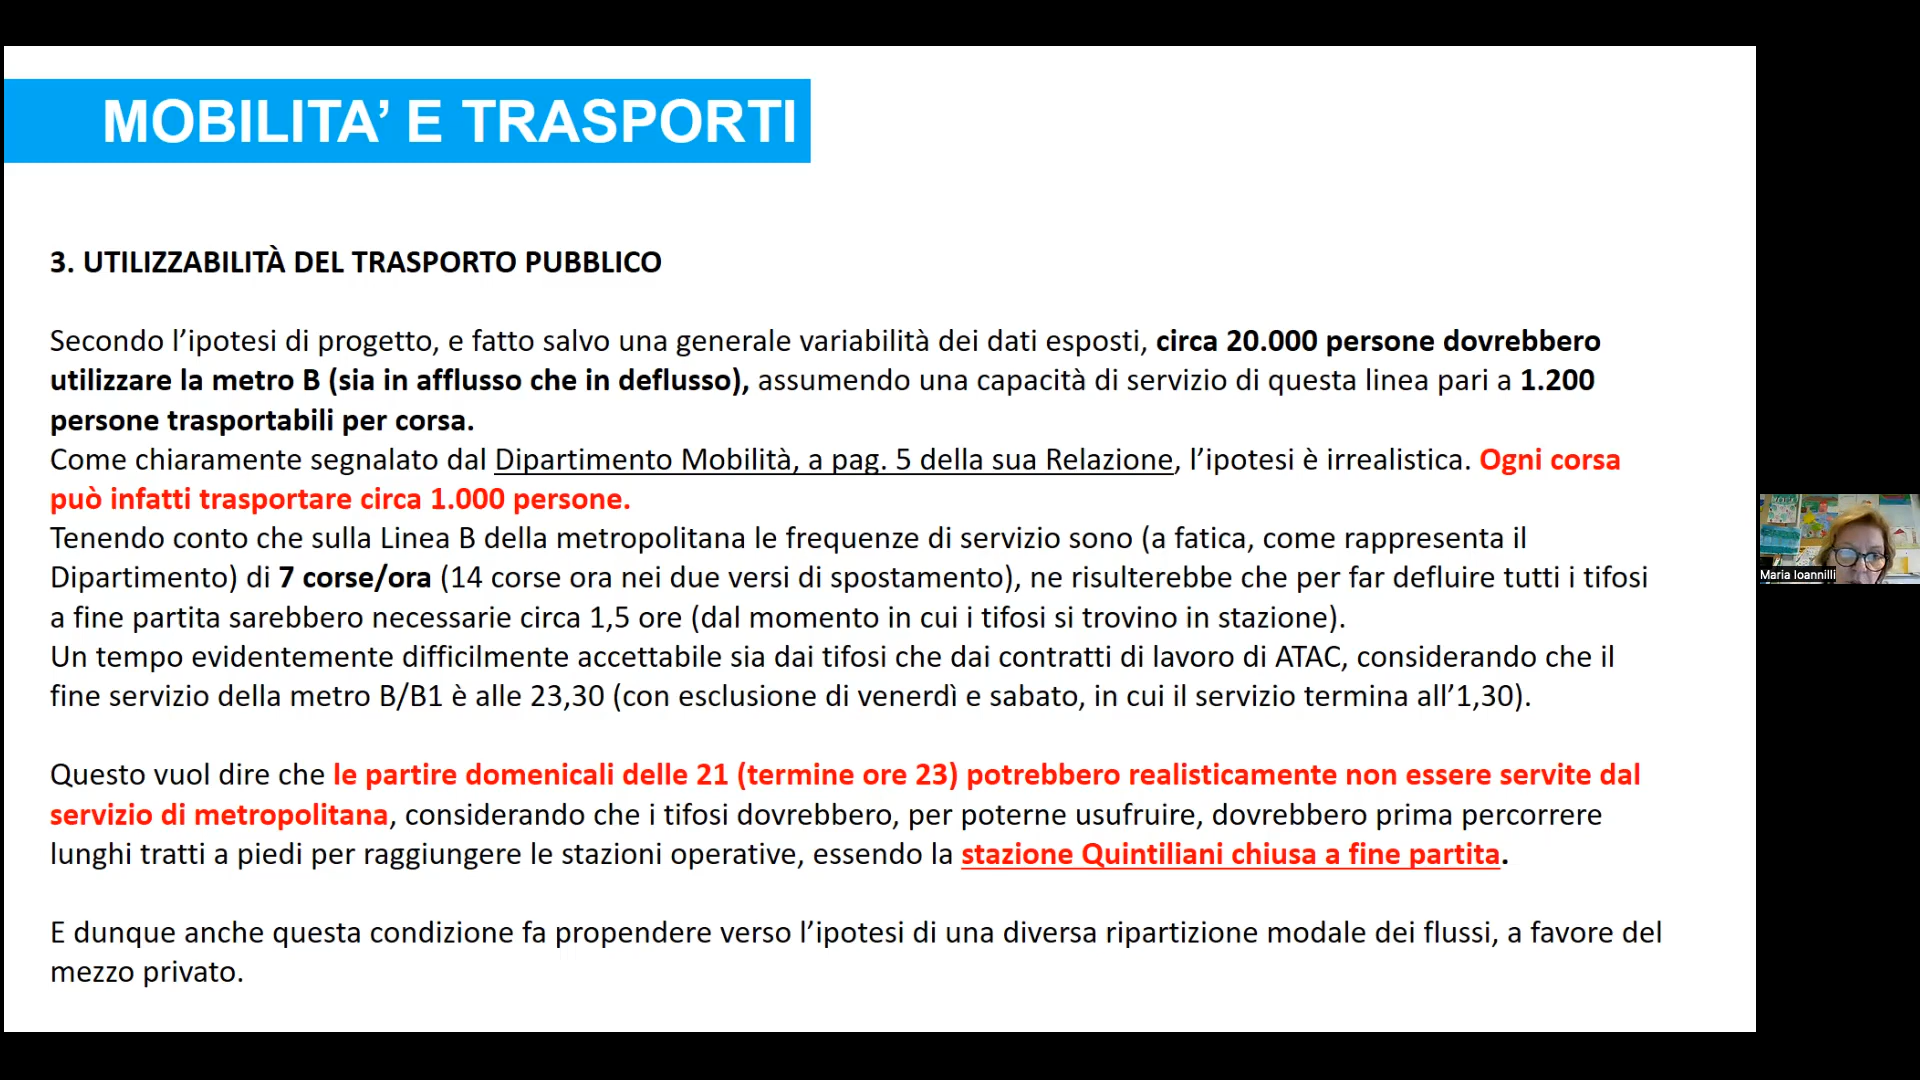 MOBILITA’ E TRASPORTI
3. UTILIZZABILITÀ DEL TRASPORTO PUBBLICO
Secondo l’ipotesi di progetto, e fatto salvo una generale variabilità dei dati esposti, circa 20.000 persone dovrebbero
utilizzare la metro B (sia in afflusso che in deflusso), assumendo una capacità di servizio di questa linea pari a 1.200
persone trasportabili per corsa.
Come chiaramente segnalato dal Dipartimento Mobilità, a pag. 5 della sua Relazione, l’ipotesi è irrealistica. Ogni corsa
può infatti trasportare circa 1.000 persone.
Tenendo conto che sulla Linea B della metropolitana le frequenze di servizio sono (a fatica, come rappresenta il
Dipartimento) di 7 corse/ora (14 corse ora nei due versi di spostamento), ne risulterebbe che per far defluire tutti i tifosi
a fine partita sarebbero necessarie circa 1,5 ore (dal momento in cui i tifosi si trovino in stazione).
Un tempo evidentemente difficilmente accettabile sia dai tifosi che dai contratti di lavoro di ATAC, considerando che il
fine servizio della metro B/B1 è alle 23,30 (con esclusione di venerdì e sabato, in cui il servizio termina all’1,30).
Questo vuol dire che le partire domenicali delle 21 (termine ore 23) potrebbero realisticamente non essere servite dal
servizio di metropolitana, considerando che i tifosi dovrebbero, per poterne usufruire, dovrebbero prima percorrere
lunghi tratti a piedi per raggiungere le stazioni operative, essendo la stazione Quintiliani chiusa a fine partita.
E dunque anche questa condizione fa propendere verso l’ipotesi di una diversa ripartizione modale dei flussi, a favore del
mezzo privato.
Maria Ioannilli